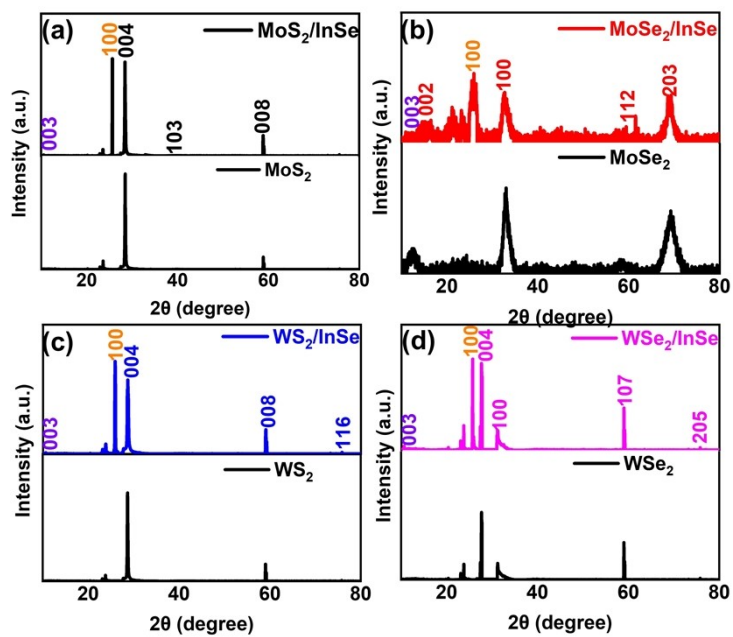 (a)
MoS₂/InSe
Intensity (a.u.)
003
100
004
103
008
MoS₂
20 40 60 80
2θ (degree)
(b)
MoSe₂/InSe
Intensity (a.u.)
003
002
100
100
112
203
MoSe₂
20 40 60 80
2θ (degree)
(c)
WS₂/InSe
Intensity (a.u.)
003
100
004
008
116
WS₂
20 40 60 80
2θ (degree)
(d)
WSe₂/InSe
Intensity (a.u.)
003
100
004
100
107
205
WSe₂
20 40 60 80
2θ (degree)